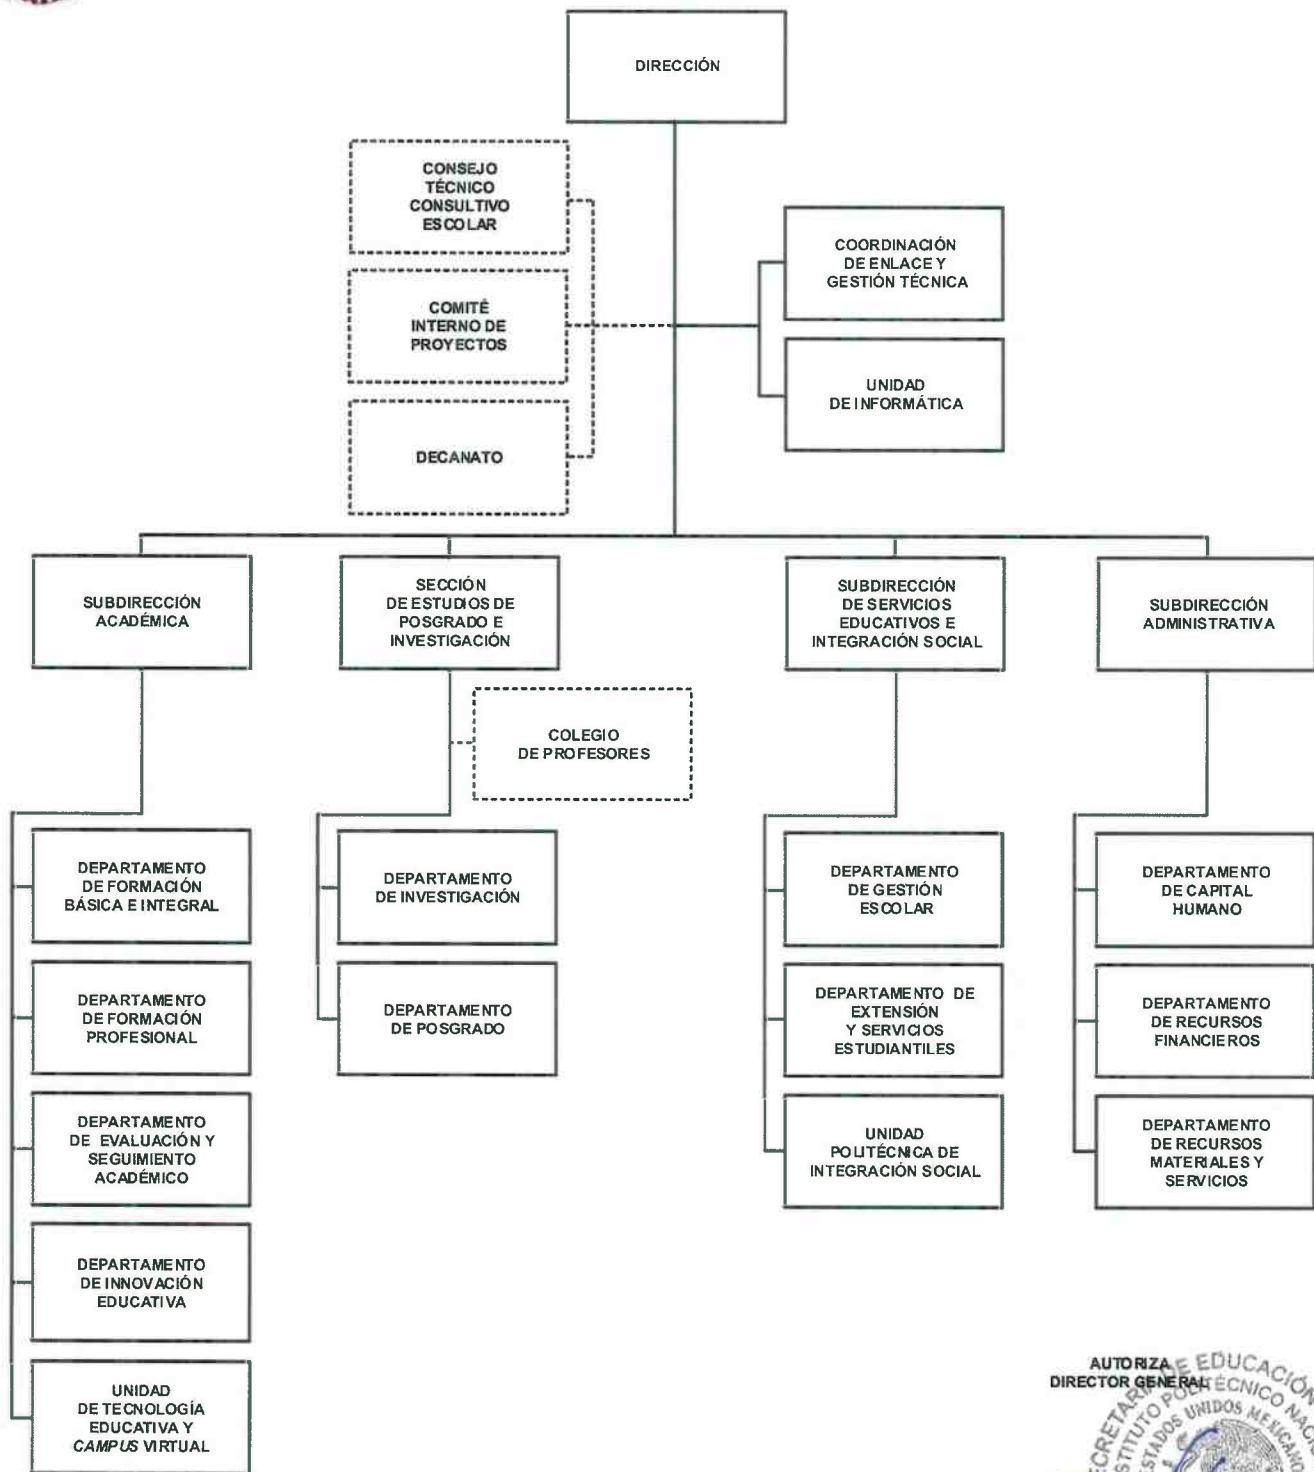 DIRECCIÓN
CONSEJO
TÉCNICO
CONSULTIVO
ESCOLAR
COORDINACIÓN
DE ENLACE Y
GESTIÓN TÉCNICA
COMITÉ
INTERNO DE
PROYECTOS
UNIDAD
DE INFORMÁTICA
DECANATO
SUBDIRECCIÓN
ACADÉMICA
SECCIÓN
DE ESTUDIOS DE
POSGRADO E
INVESTIGACIÓN
SUBDIRECCIÓN
DE SERVICIOS
EDUCATIVOS E
INTEGRACIÓN SOCIAL
SUBDIRECCIÓN
ADMINISTRATIVA
COLEGIO
DE PROFESORES
DEPARTAMENTO
DE FORMACIÓN
BÁSICA E INTEGRAL
DEPARTAMENTO
DE INVESTIGACIÓN
DEPARTAMENTO
DE GESTIÓN
ESCOLAR
DEPARTAMENTO
DE CAPITAL
HUMANO
DEPARTAMENTO
DE FORMACIÓN
PROFESIONAL
DEPARTAMENTO
DE POSGRADO
DEPARTAMENTO DE
EXTENSIÓN
Y SERVICIOS
ESTUDIANTILES
DEPARTAMENTO
DE RECURSOS
FINANCIEROS
DEPARTAMENTO
DE EVALUACIÓN Y
SEGUIMIENTO
ACADÉMICO
UNIDAD
POLITÉCNICA DE
INTEGRACIÓN SOCIAL
DEPARTAMENTO
DE RECURSOS
MATERIALES Y
SERVICIOS
DEPARTAMENTO
DE INNOVACIÓN
EDUCATIVA
UNIDAD
DE TECNOLOGÍA
EDUCATIVA Y
CAMPUS VIRTUAL
AUTORIZA
DIRECTOR GENERAL
DE EDUCACIÓN
POLITÉCNICO
UNIDOS